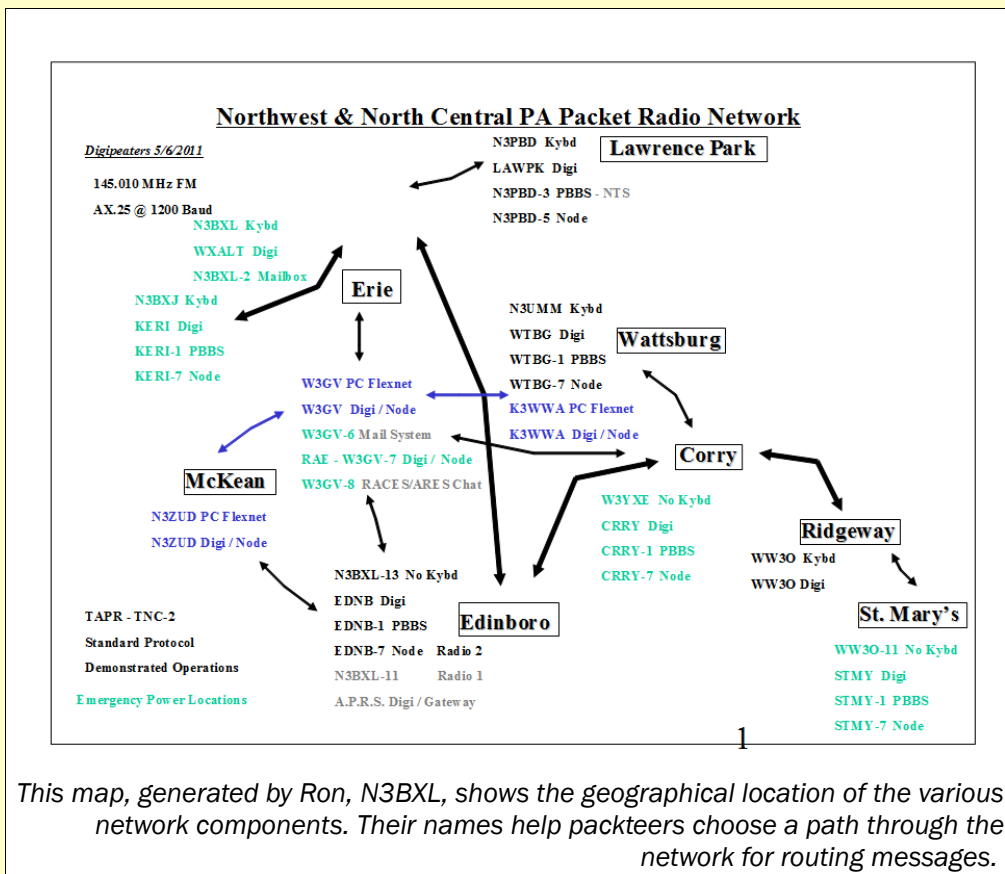 Northwest & North Central PA Packet Radio Network
Digipeaters 5/6/2011
145.010 MHz FM
AX.25 @ 1200 Baud
N3PBD Kybd
LAWPK Digi
N3PBD-3 PBBS - NTS
N3PBD-5 Node
Lawrence Park
N3BXL Kybd
WXALT Digi
N3BXL-2 Mailbox
N3BXJ Kybd
KERI Digi
KERI-1 PBBS
KERI-7 Node
Erie
N3UMM Kybd
WTBG Digi
WTBG-1 PBBS
WTBG-7 Node
K3WWA PC Flexnet
K3WWA Digi / Node
Wattsburg
W3GV PC Flexnet
W3GV Digi / Node
W3GV-6 Mail System
RAE - W3GV-7 Digi / Node
W3GV-8 RACES/ARES Chat
McKean
N3ZUD PC Flexnet
N3ZUD Digi / Node
Corry
W3YXE No Kybd
CRRY Digi
CRRY-1 PBBS
CRRY-7 Node
Ridgeway
WW3O Kybd
WW3O Digi
N3BXL-13 No Kybd
EDNB Digi
EDNB-1 PBBS
EDNB-7 Node Radio 2
N3BXL-11 Radio 1
A.P.R.S. Digi / Gateway
Edinboro
St. Mary's
WW3O-11 No Kybd
STMY Digi
STMY-1 PBBS
STMY-7 Node
TAPR - TNC-2
Standard Protocol
Demonstrated Operations
Emergency Power Locations
1
This map, generated by Ron, N3BXL, shows the geographical location of the various
network components. Their names help packteers choose a path through the
network for routing messages.